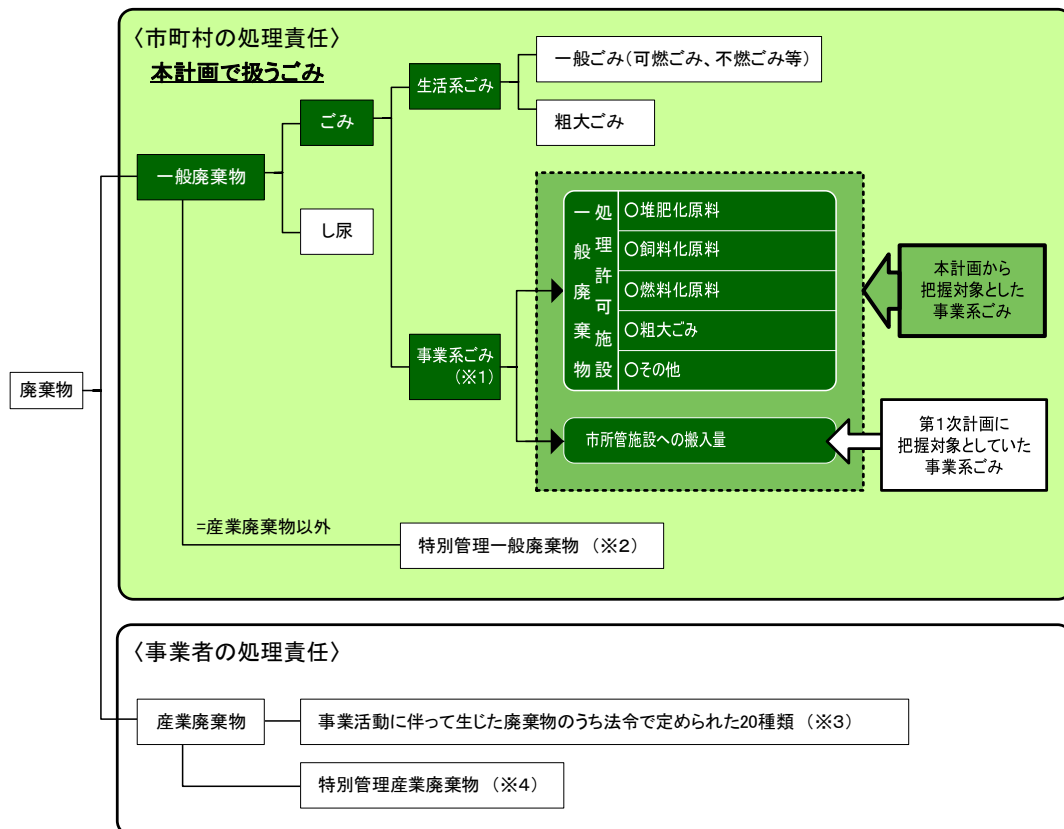 〈市町村の処理責任〉
本計画で扱うごみ
一般ごみ(可燃ごみ、不燃ごみ等)
生活系ごみ
粗大ごみ
ごみ
一般廃棄物
し尿
一般廃棄物
処理許可施設
〇堆肥化原料
〇飼料化原料
〇燃料化原料
〇粗大ごみ
〇その他
本計画から
把握対象とした
事業系ごみ
事業系ごみ
(※1)
廃棄物
市所管施設への搬入量
第1次計画に
把握対象としていた
事業系ごみ
=産業廃棄物以外
特別管理一般廃棄物 (※2)
〈事業者の処理責任〉
産業廃棄物
事業活動に伴って生じた廃棄物のうち法令で定められた20種類 (※3)
特別管理産業廃棄物 (※4)